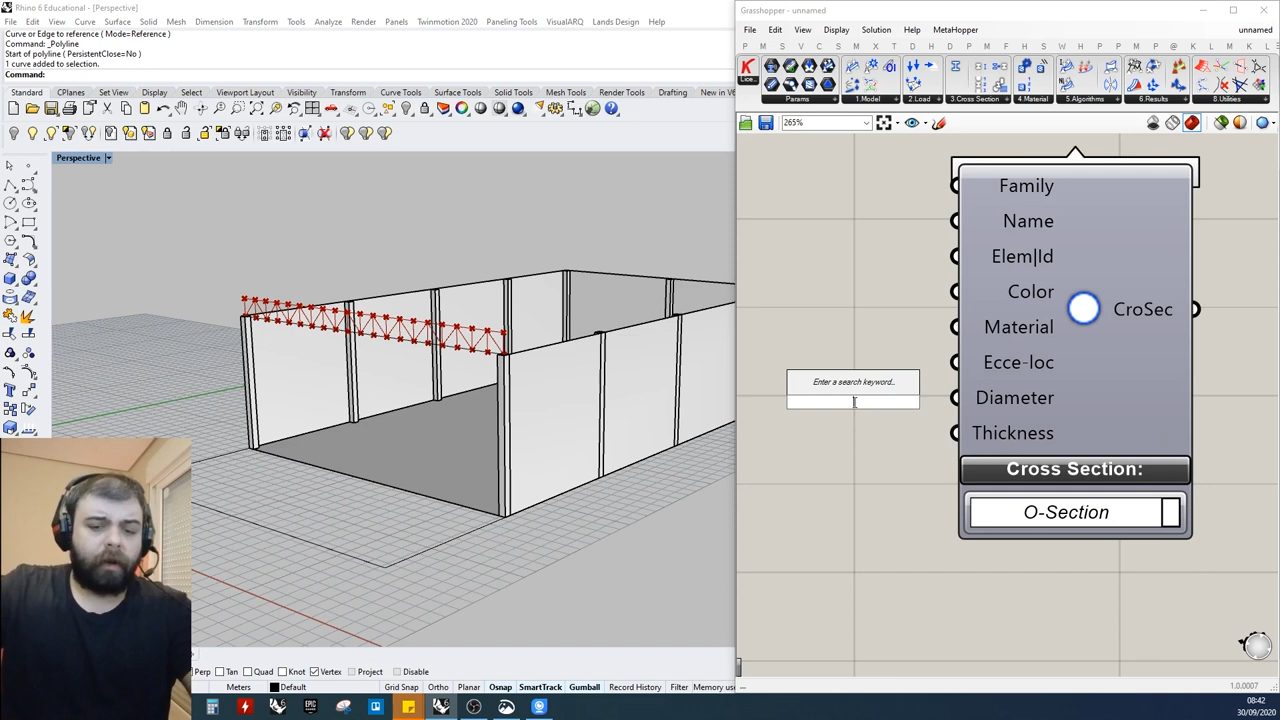 Rhino 6 Educational - [Perspective]
File Edit View Curve Surface Solid Mesh Dimension Transform Tools Analyze Render Panels Twinmotion 2020 Paneling Tools VisualARQ Lands Design Help
Curve or Edge to reference ( Mode=Reference )
Command: _Polyline
Start of polyline ( PersistentClose=No )
1 curve added to selection.
Command:
Standard CPlanes Set View Display Select Viewport Layout Visibility Transform Curve Tools Surface Tools Solid Tools Mesh Tools Render Tools Drafting New in V6
Perspective
Perp Tan Quad Knot Vertex Project Disable
Meters Default Grid Snap Ortho Planar Osnap SmartTrack Gumball Record History Filter Memory use
Grasshopper - unnamed
File Edit View Display Solution Help MetaHopper unnamed
Params 1.Model 2.Load 3.Cross Section 4.Material 5.Algorithms 6.Results 8.Utilities
265%
Family
Name
Elem|Id
Color
Material
Ecce-loc
Diameter
Thickness
CroSec
Cross Section:
O-Section
Enter a search keyword...
1.0.0007
08:42
30/09/2020